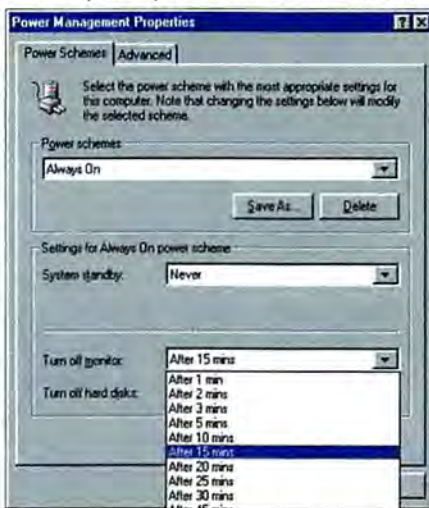 Power Management Properties
Power Schemes Advanced
Select the power scheme with the most appropriate settings for
this computer. Note that changing the settings below will modify
the selected scheme.
Power schemes
Always On
Save As... Delete
Settings for Always On power scheme
System standby: Never
Turn off monitor: After 15 mins
Turn off hard disks:
After 1 min
After 2 mins
After 3 mins
After 5 mins
After 10 mins
After 15 mins
After 20 mins
After 25 mins
After 30 mins
After 45 mins